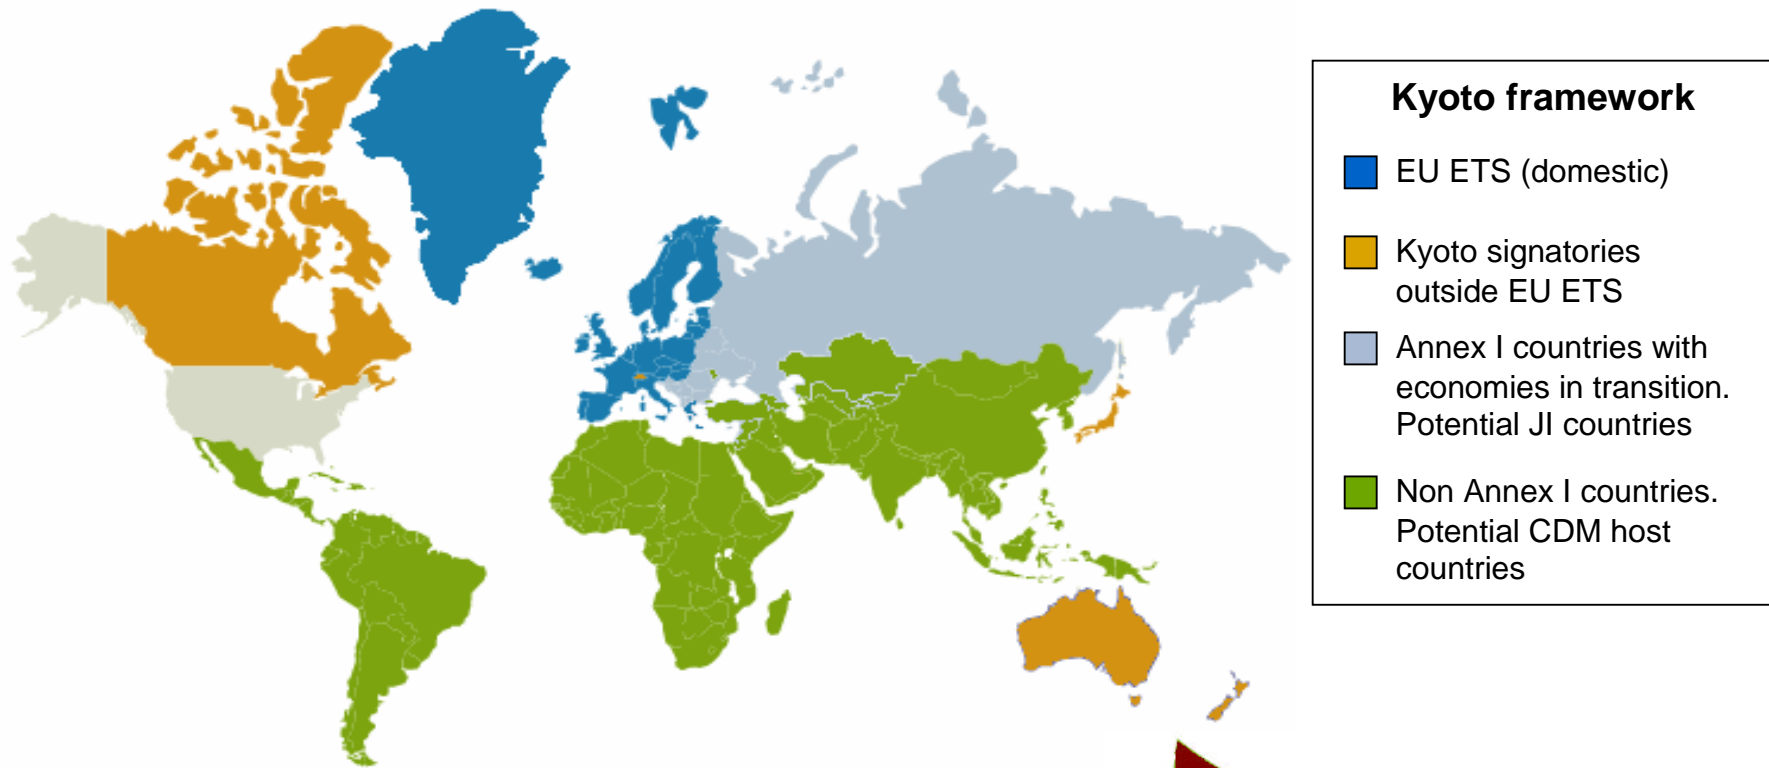 Kyoto framework
EU ETS (domestic)
Kyoto signatories
outside EU ETS
Annex I countries with
economies in transition.
Potential JI countries
Non Annex I countries.
Potential CDM host
countries